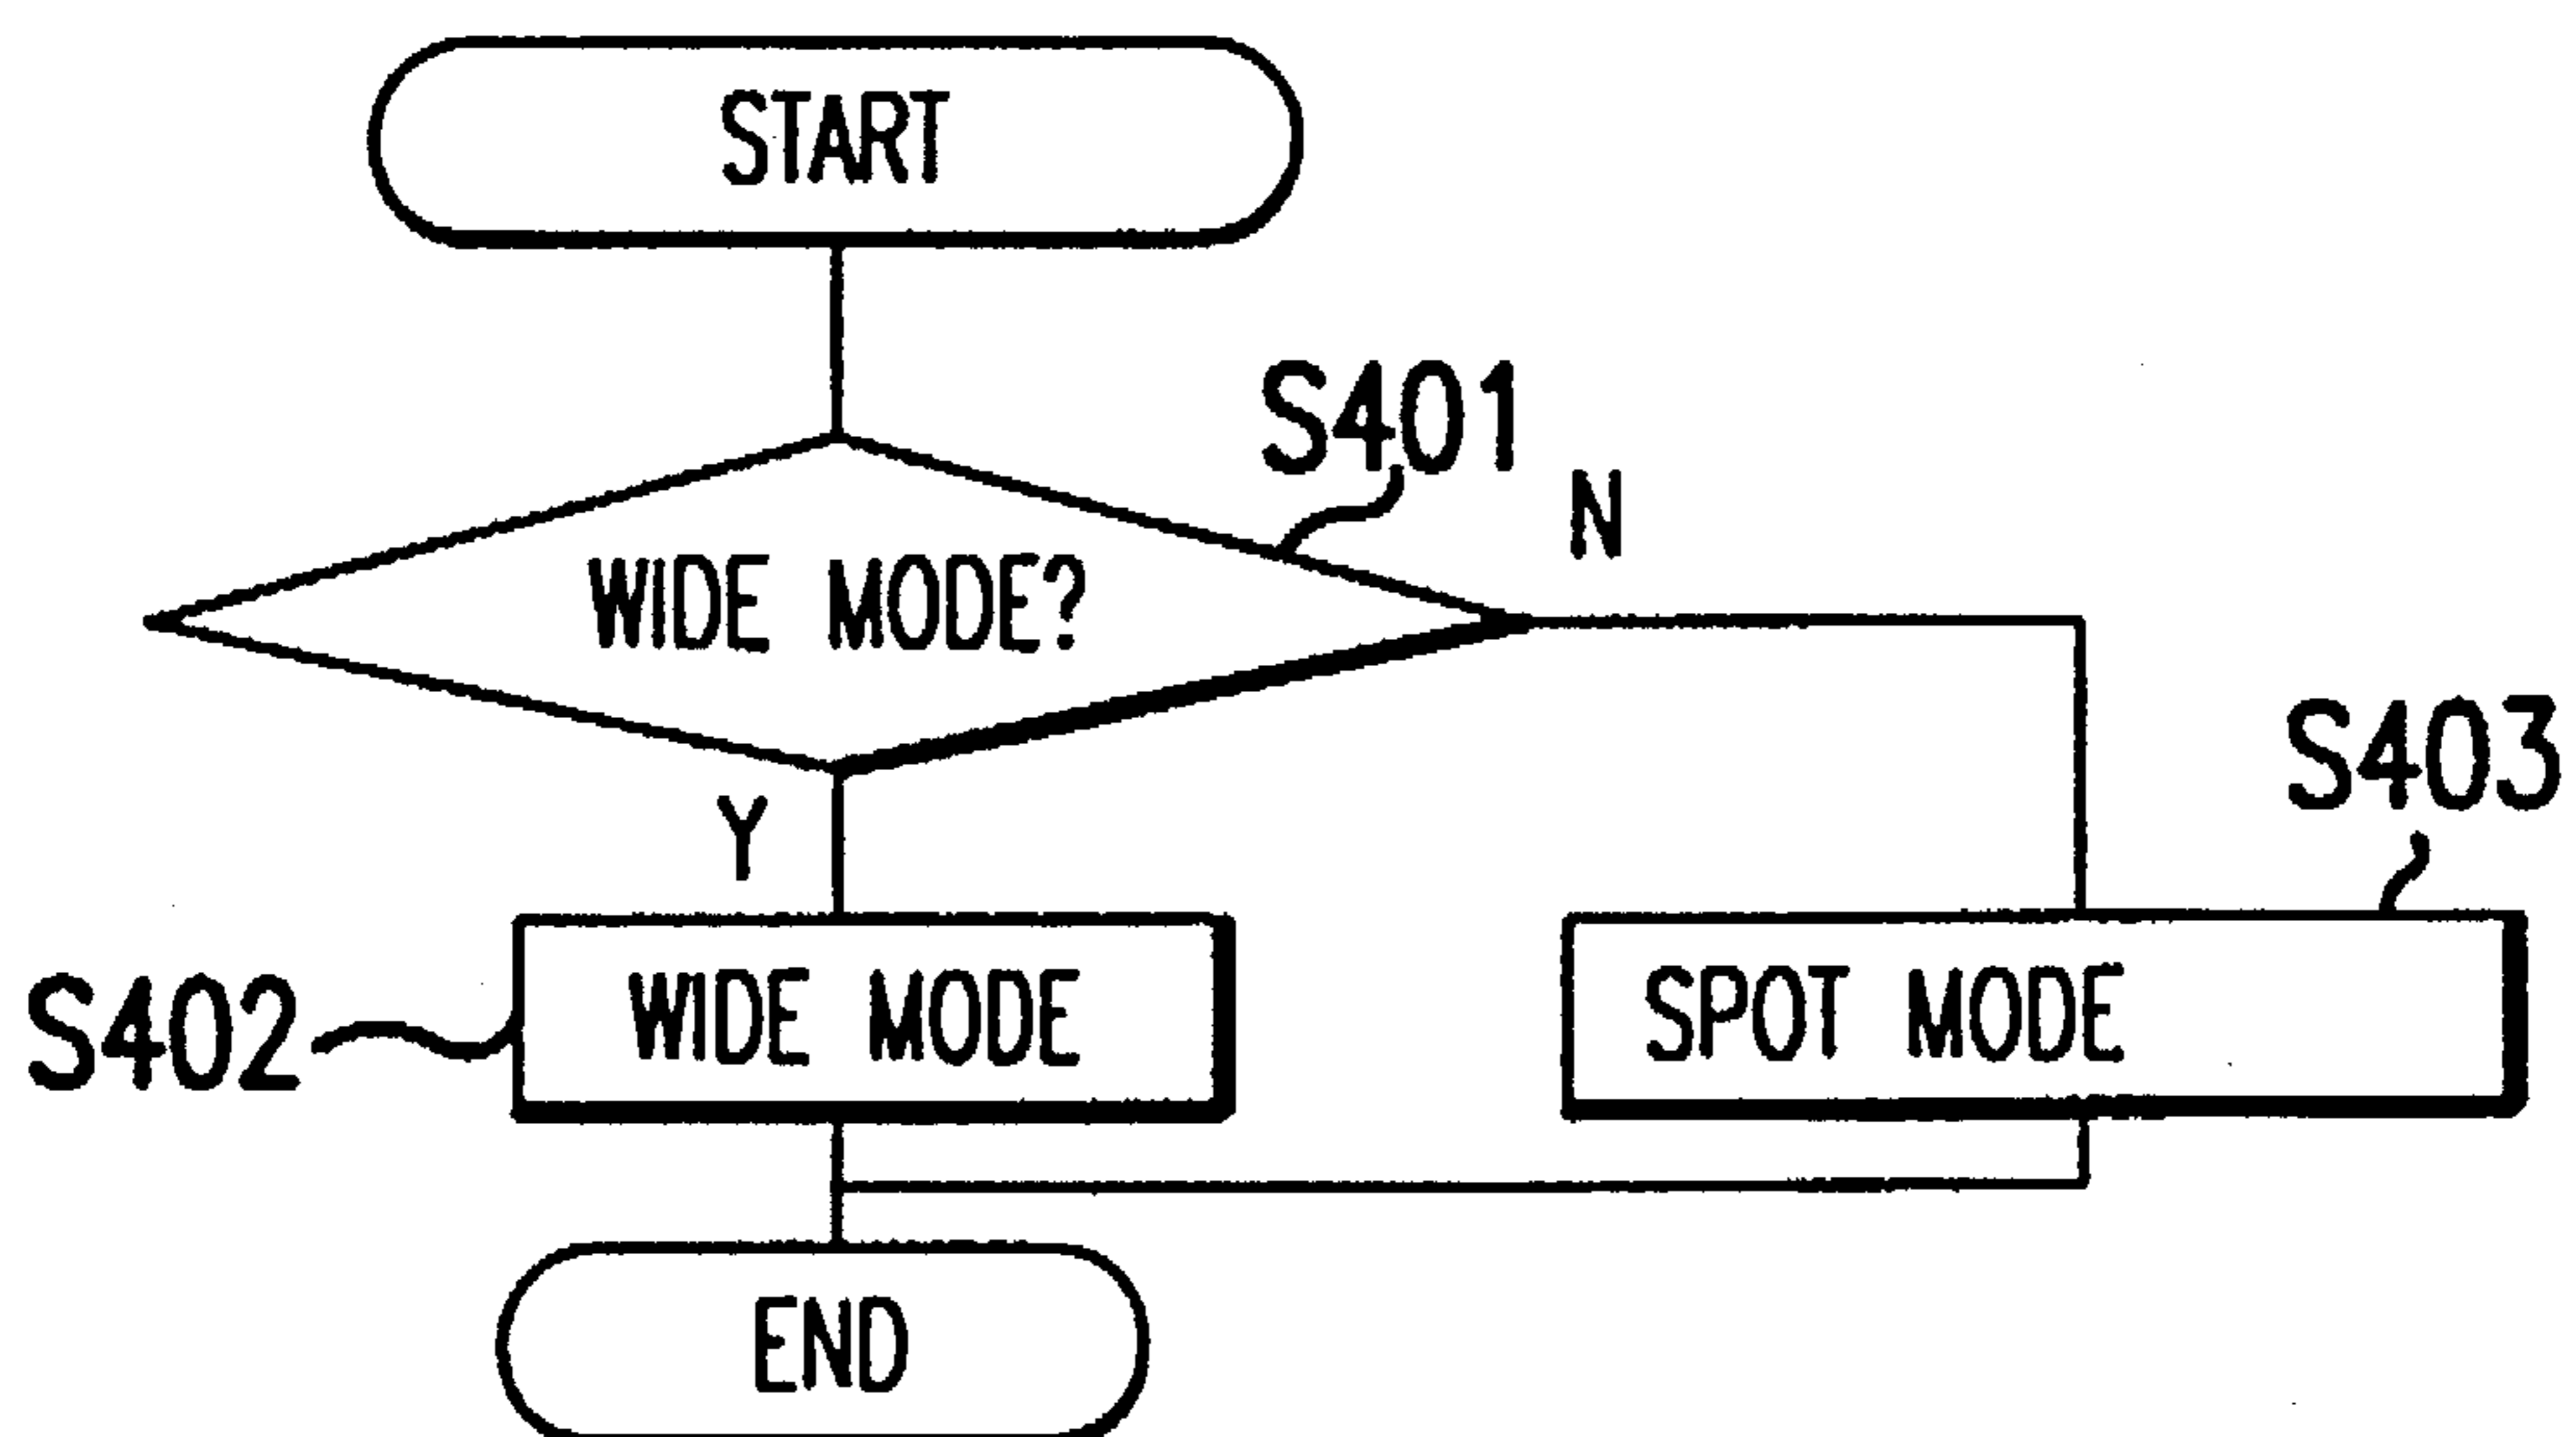 START
S401
N
WIDE MODE?
Y
S403
S402
WIDE MODE
SPOT MODE
END